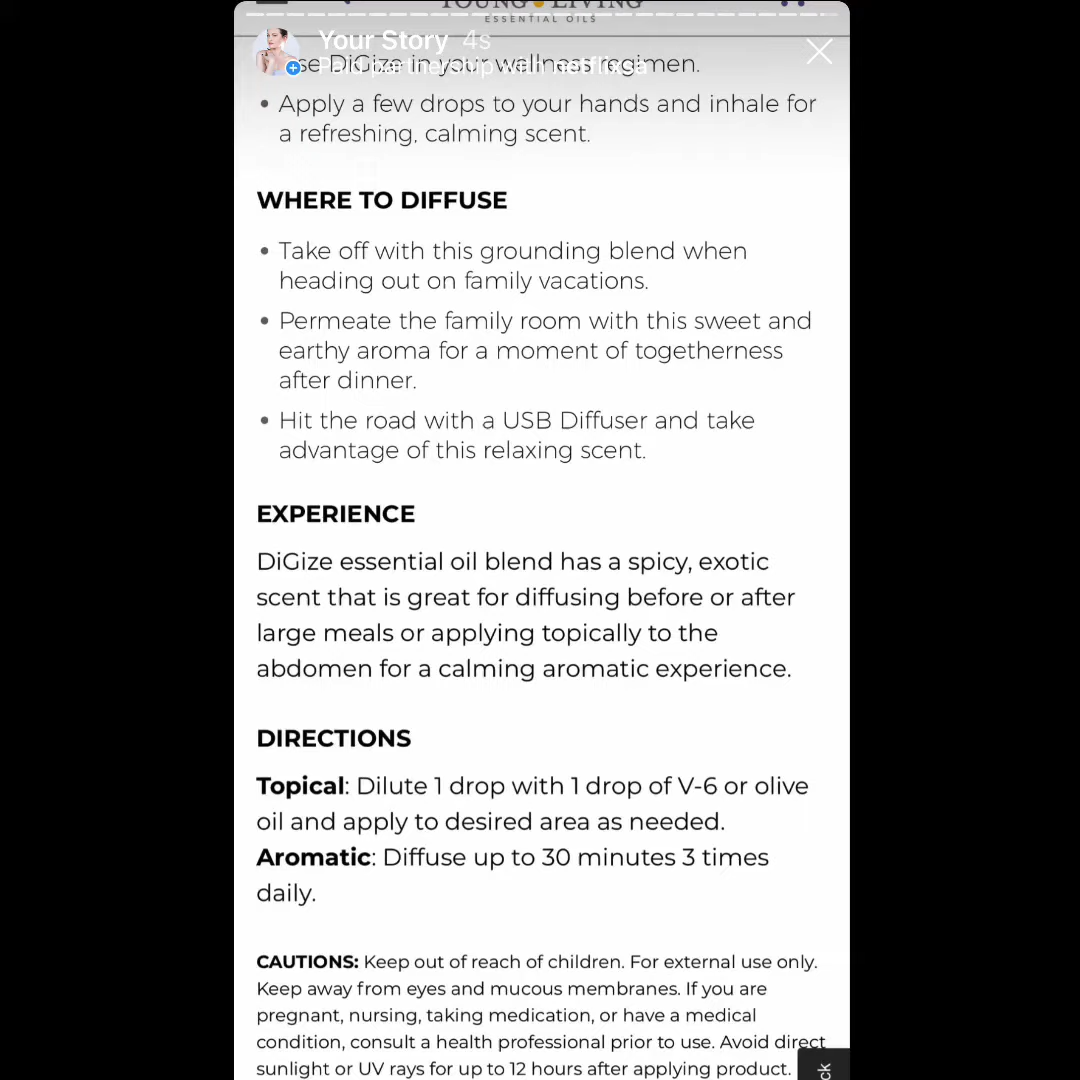 YOUNG LIVING
ESSENTIAL OILS
Your Story 4s
Paid partnership with netflixsa
se DiGize in your wellness regimen.
• Apply a few drops to your hands and inhale for
a refreshing, calming scent.
WHERE TO DIFFUSE
• Take off with this grounding blend when
heading out on family vacations.
• Permeate the family room with this sweet and
earthy aroma for a moment of togetherness
after dinner.
• Hit the road with a USB Diffuser and take
advantage of this relaxing scent.
EXPERIENCE
DiGize essential oil blend has a spicy, exotic
scent that is great for diffusing before or after
large meals or applying topically to the
abdomen for a calming aromatic experience.
DIRECTIONS
Topical: Dilute 1 drop with 1 drop of V-6 or olive
oil and apply to desired area as needed.
Aromatic: Diffuse up to 30 minutes 3 times
daily.
CAUTIONS: Keep out of reach of children. For external use only.
Keep away from eyes and mucous membranes. If you are
pregnant, nursing, taking medication, or have a medical
condition, consult a health professional prior to use. Avoid direct
sunlight or UV rays for up to 12 hours after applying product.
ck